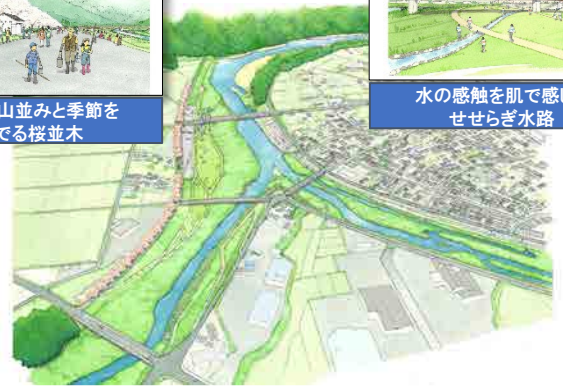 山並みと季節を
でる桜並木
水の感触を肌で感
せせらぎ水路